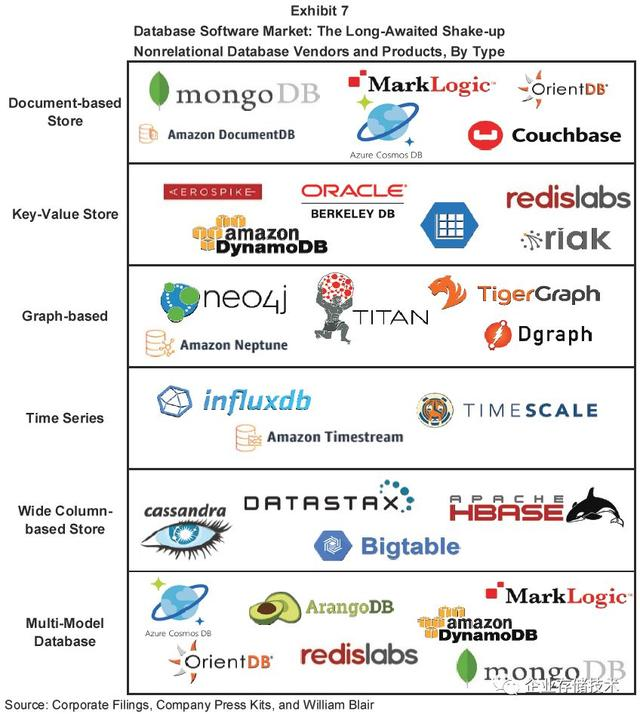 Exhibit 7
Database Software Market: The Long-Awaited Shake-up
Nonrelational Database Vendors and Products, By Type
Document-based
Store
mongoDB
MarkLogic™
OrientDB®
Amazon DocumentDB
Azure Cosmos DB
Couchbase
Key-Value Store
AEROSPIKE
ORACLE®
BERKELEY DB
redislabs
amazon
DynamoDB
riak
Graph-based
neo4j
TITAN
TigerGraph
Amazon Neptune
Dgraph
Time Series
influxdb
TIMESCALE
Amazon Timestream
Wide Column-
based Store
cassandra
DATASTAX
APACHE
HBASE
Bigtable
Multi-Model
Database
Azure Cosmos DB
ArangoDB
MarkLogic™
amazon
DynamoDB
OrientDB®
redislabs
mongoDB
企业存储技术
Source: Corporate Filings, Company Press Kits, and William Blair